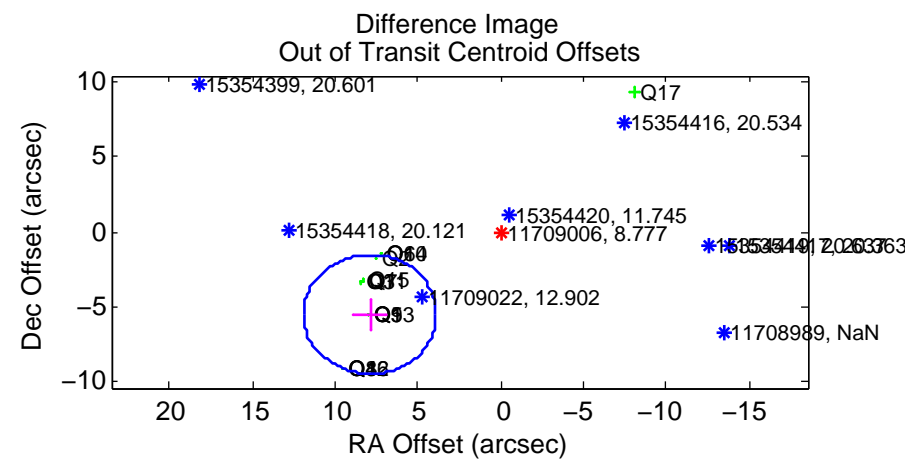 Difference Image
Out of Transit Centroid Offsets
Dec Offset (arcsec)
10
5
0
−5
−10
15354399, 20.601
Q17
15354416, 20.534
15354420, 11.745
15354418, 20.121
11709006, 8.777
Q2
11709022, 12.902
11708989, NaN
20
15
10
5
0
−5
−10
−15
RA Offset (arcsec)